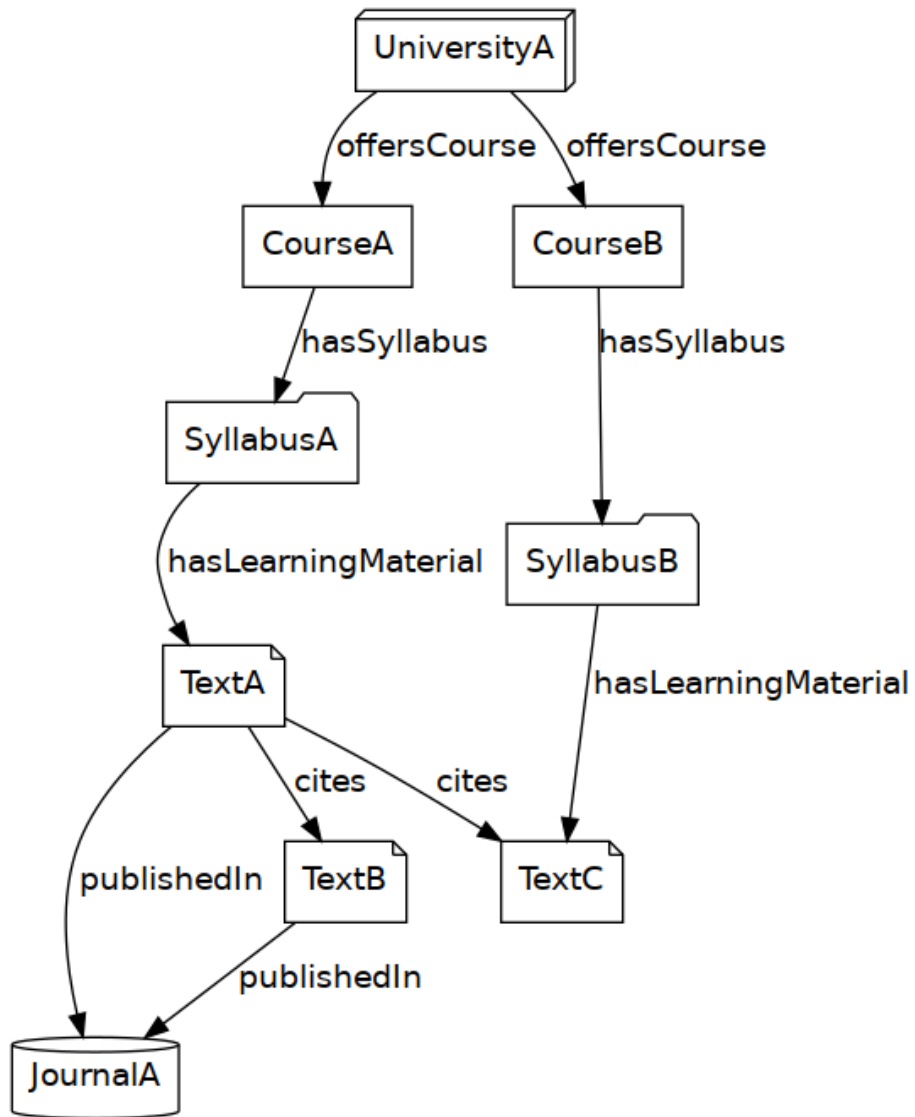 UniversityA
offersCourse offersCourse
CourseA CourseB
hasSyllabus hasSyllabus
SyllabusA
hasLearningMaterial SyllabusB
TextA hasLearningMaterial
cites cites
publishedIn TextB TextC
publishedIn
JournalA